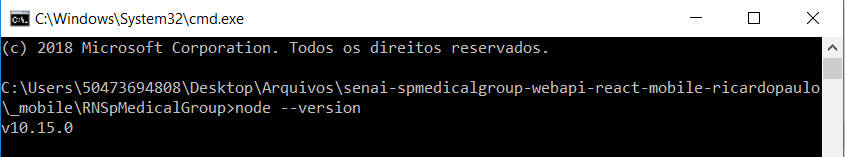 C:\Windows\System32\cmd.exe
(c) 2018 Microsoft Corporation. Todos os direitos reservados.
C:\Users\50473694808\Desktop\Arquivos\senai-spmedicalgroup-webapi-react-mobile-ricardopaulo
\_mobile\RNSpMedicalGroup>node --version
v10.15.0